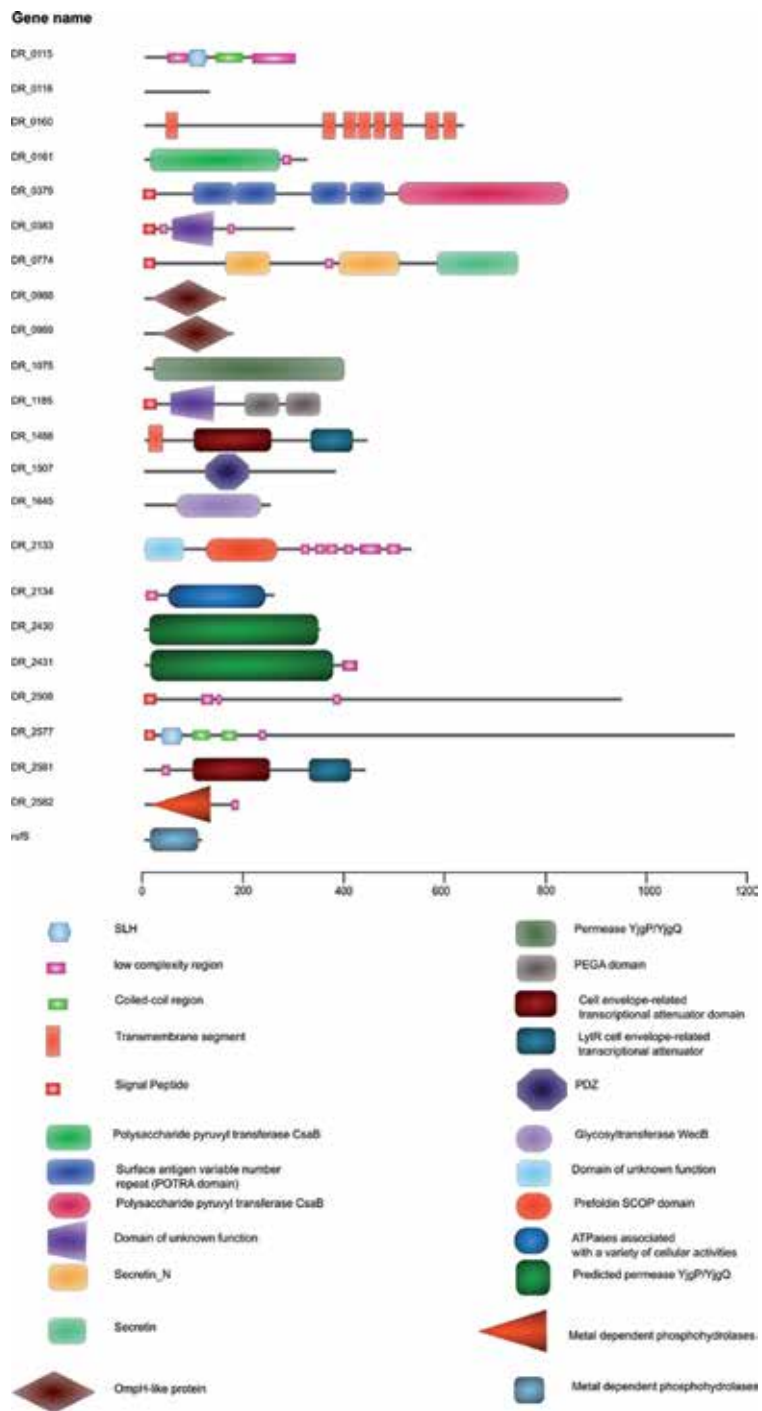 Gene name
DR_0115
DR_0116
DR_0160
DR_0161
DR_0379
DR_0383
DR_0774
DR_0988
DR_0989
DR_1075
DR_1185
DR_1488
DR_1507
DR_1645
DR_2133
DR_2134
DR_2430
DR_2431
DR_2508
DR_2577
DR_2581
DR_2582
rsfS
0 200 400 600 800 1000 1200
SLH
low complexity region
Coiled-coil region
Transmembrane segment
Signal Peptide
Polysaccharide pyruvyl transferase CsaB
Surface antigen variable number
repeat (POTRA domain)
Polysaccharide pyruvyl transferase CsaB
Domain of unknown function
Secretin_N
Secretin
OmpH-like protein
Permease YjgP/YjgQ
PEGA domain
Cell envelope-related
transcriptional attenuator domain
LytR cell envelope-related
transcriptional attenuator
PDZ
Glycosyltransferase WecB
Domain of unknown function
Prefoldin SCOP domain
ATPases associated
with a variety of cellular activities
Predicted permease YjgP/YjgQ
Metal dependent phosphohydrolases
Metal dependent phosphohydrolases